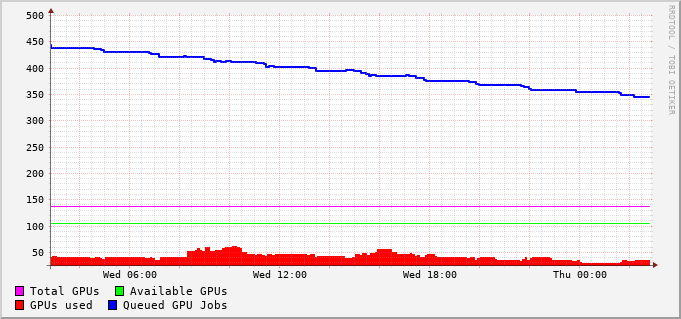 500
450
400
350
300
250
200
150
100
50
Wed 06:00 Wed 12:00 Wed 18:00 Thu 00:00
Total GPUs Available GPUs
GPUs used Queued GPU Jobs
RRDTOOL / TOBI OETIKER